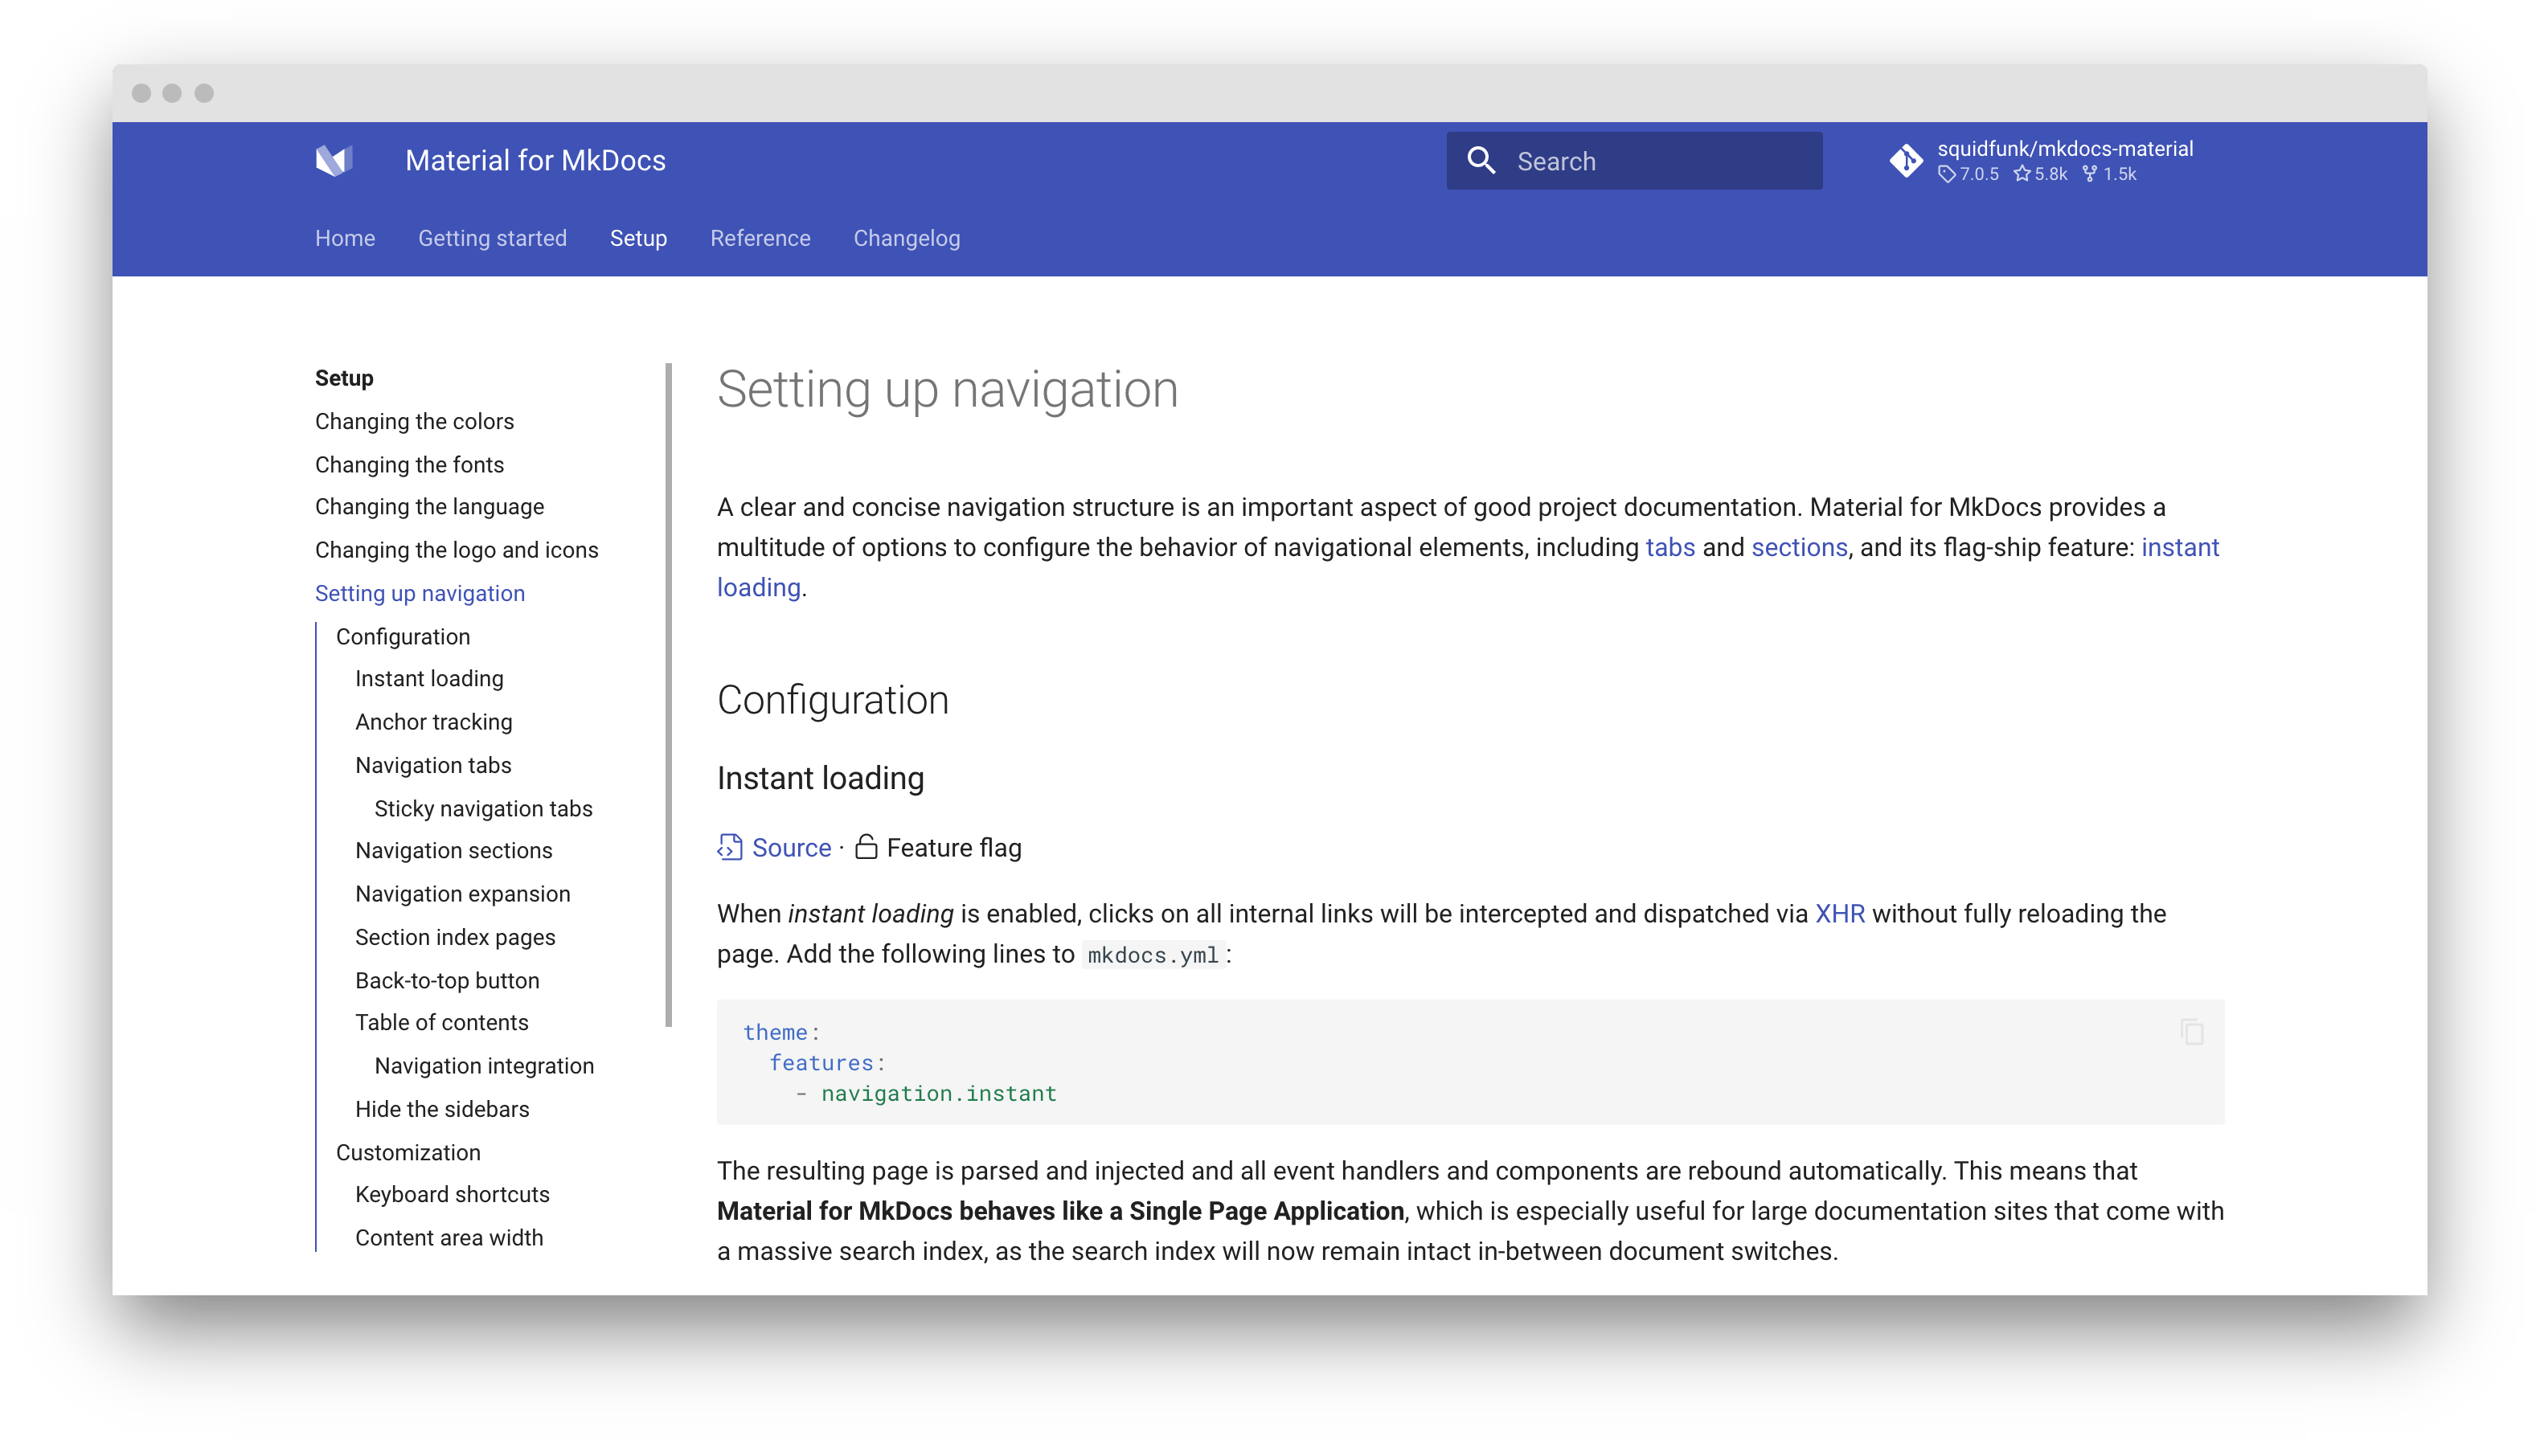 Material for MkDocs
Search
squidfunk/mkdocs-material
7.0.5 5.8k 1.5k
Home Getting started Setup Reference Changelog
Setup
Changing the colors
Changing the fonts
Changing the language
Changing the logo and icons
Setting up navigation
Configuration
Instant loading
Anchor tracking
Navigation tabs
Sticky navigation tabs
Navigation sections
Navigation expansion
Section index pages
Back-to-top button
Table of contents
Navigation integration
Hide the sidebars
Customization
Keyboard shortcuts
Content area width
Setting up navigation
A clear and concise navigation structure is an important aspect of good project documentation. Material for MkDocs provides a
multitude of options to configure the behavior of navigational elements, including tabs and sections, and its flag-ship feature: instant
loading.
Configuration
Instant loading
Source · Feature flag
When instant loading is enabled, clicks on all internal links will be intercepted and dispatched via XHR without fully reloading the
page. Add the following lines to mkdocs.yml:
theme:
  features:
    - navigation.instant
The resulting page is parsed and injected and all event handlers and components are rebound automatically. This means that
Material for MkDocs behaves like a Single Page Application, which is especially useful for large documentation sites that come with
a massive search index, as the search index will now remain intact in-between document switches.